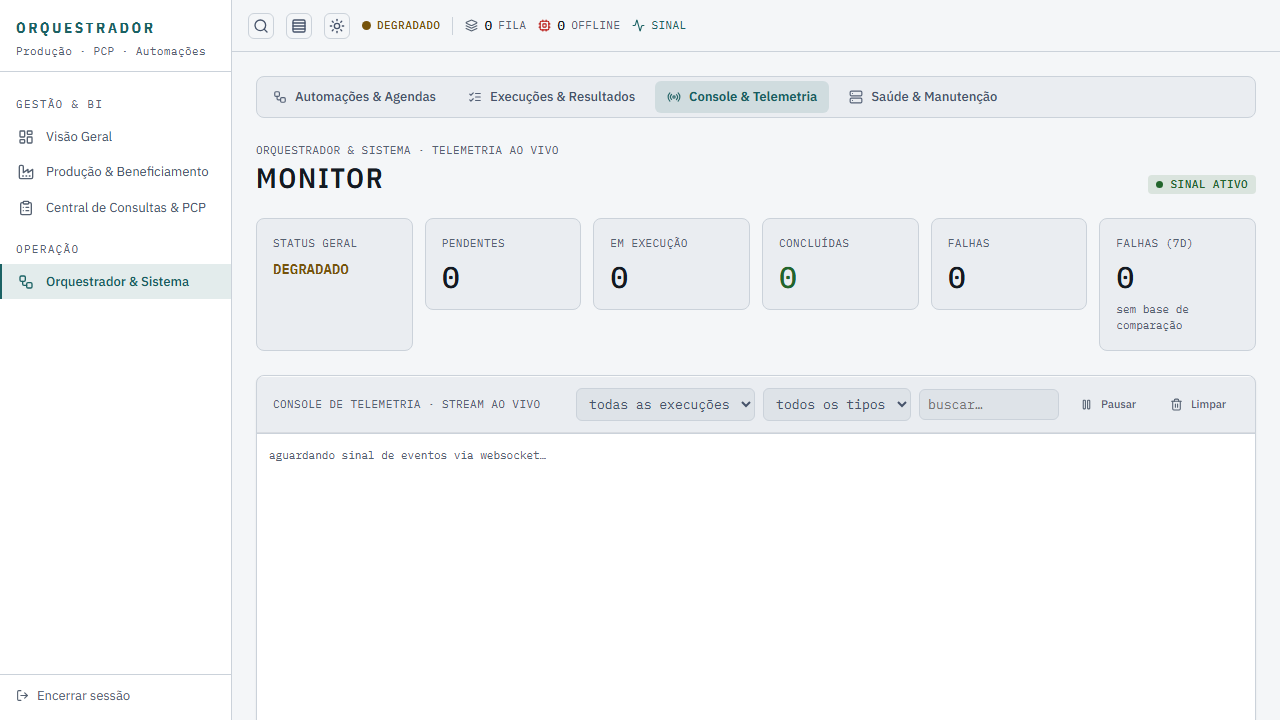 ORQUESTRADOR
Produção · PCP · Automações
GESTÃO & BI
Visão Geral
Produção & Beneficiamento
Central de Consultas & PCP
OPERAÇÃO
Orquestrador & Sistema
Encerrar sessão
DEGRADADO
0 FILA
0 OFFLINE
SINAL
Automações & Agendas
Execuções & Resultados
Console & Telemetria
Saúde & Manutenção
ORQUESTRADOR & SISTEMA · TELEMETRIA AO VIVO
MONITOR
SINAL ATIVO
STATUS GERAL
DEGRADADO
PENDENTES
0
EM EXECUÇÃO
0
CONCLUÍDAS
0
FALHAS
0
FALHAS (7D)
0
sem base de
comparação
CONSOLE DE TELEMETRIA · STREAM AO VIVO
todas as execuções
todos os tipos
buscar…
Pausar
Limpar
aguardando sinal de eventos via websocket…